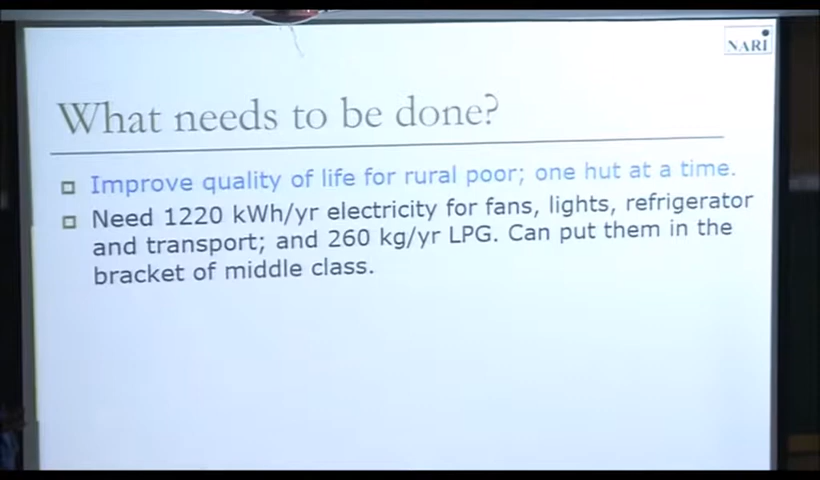 NARI
What needs to be done?
Improve quality of life for rural poor; one hut at a time.
Need 1220 kWh/yr electricity for fans, lights, refrigerator
and transport; and 260 kg/yr LPG. Can put them in the
bracket of middle class.